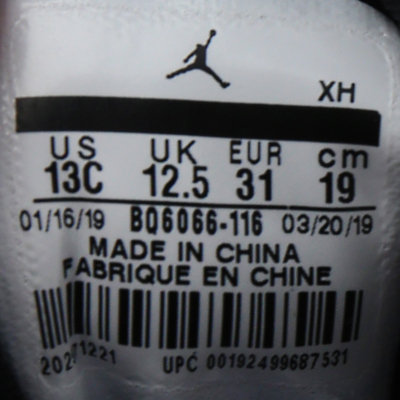 XH
US UK EUR cm
13C 12.5 31 19
01/16/19 BQ6066-116 03/20/19
MADE IN CHINA
FABRIQUE EN CHINE
UPC 00192499687531